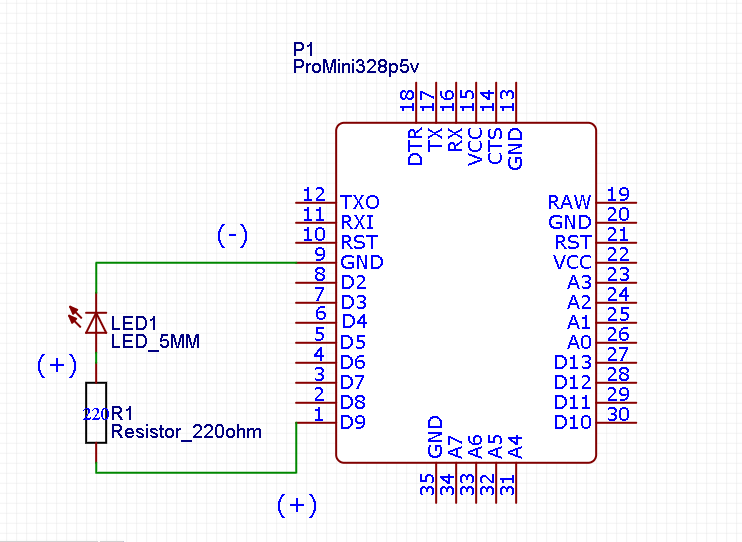 P1
ProMini328p5v
18 17 16 15 14 13
DTR TX RX VCC CTS GND
12 TXO
11 RXI
10 RST
9 GND
8 D2
7 D3
6 D4
5 D5
4 D6
3 D7
2 D8
1 D9
RAW 19
GND 20
RST 21
VCC 22
A3 23
A2 24
A1 25
A0 26
D13 27
D12 28
D11 29
D10 30
GND A7 A6 A5 A4
35 34 33 32 31
(-)
LED1
LED_5MM
(+)
220 R1
Resistor_220ohm
(+)